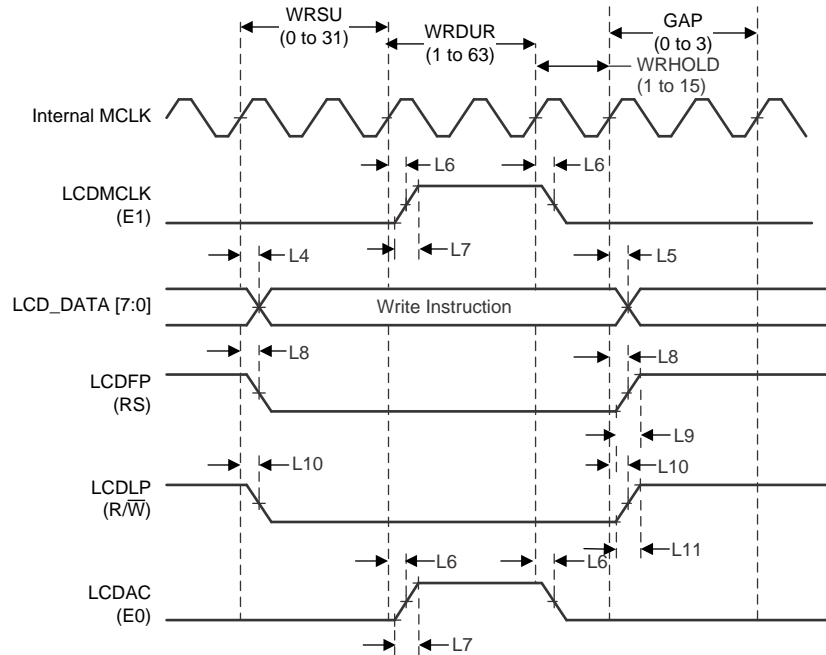 WRSU
(0 to 31)
WRDUR
(1 to 63)
GAP
(0 to 3)
WRHOLD
(1 to 15)
Internal MCLK
L6
L6
LCDMCLK
(E1)
L7
L4
L5
LCD_DATA [7:0]
Write Instruction
L8
L8
LCDFP
(RS)
L9
L10
L10
LCDLP
(R/W̅)
L11
L6
L6
LCDAC
(E0)
L7